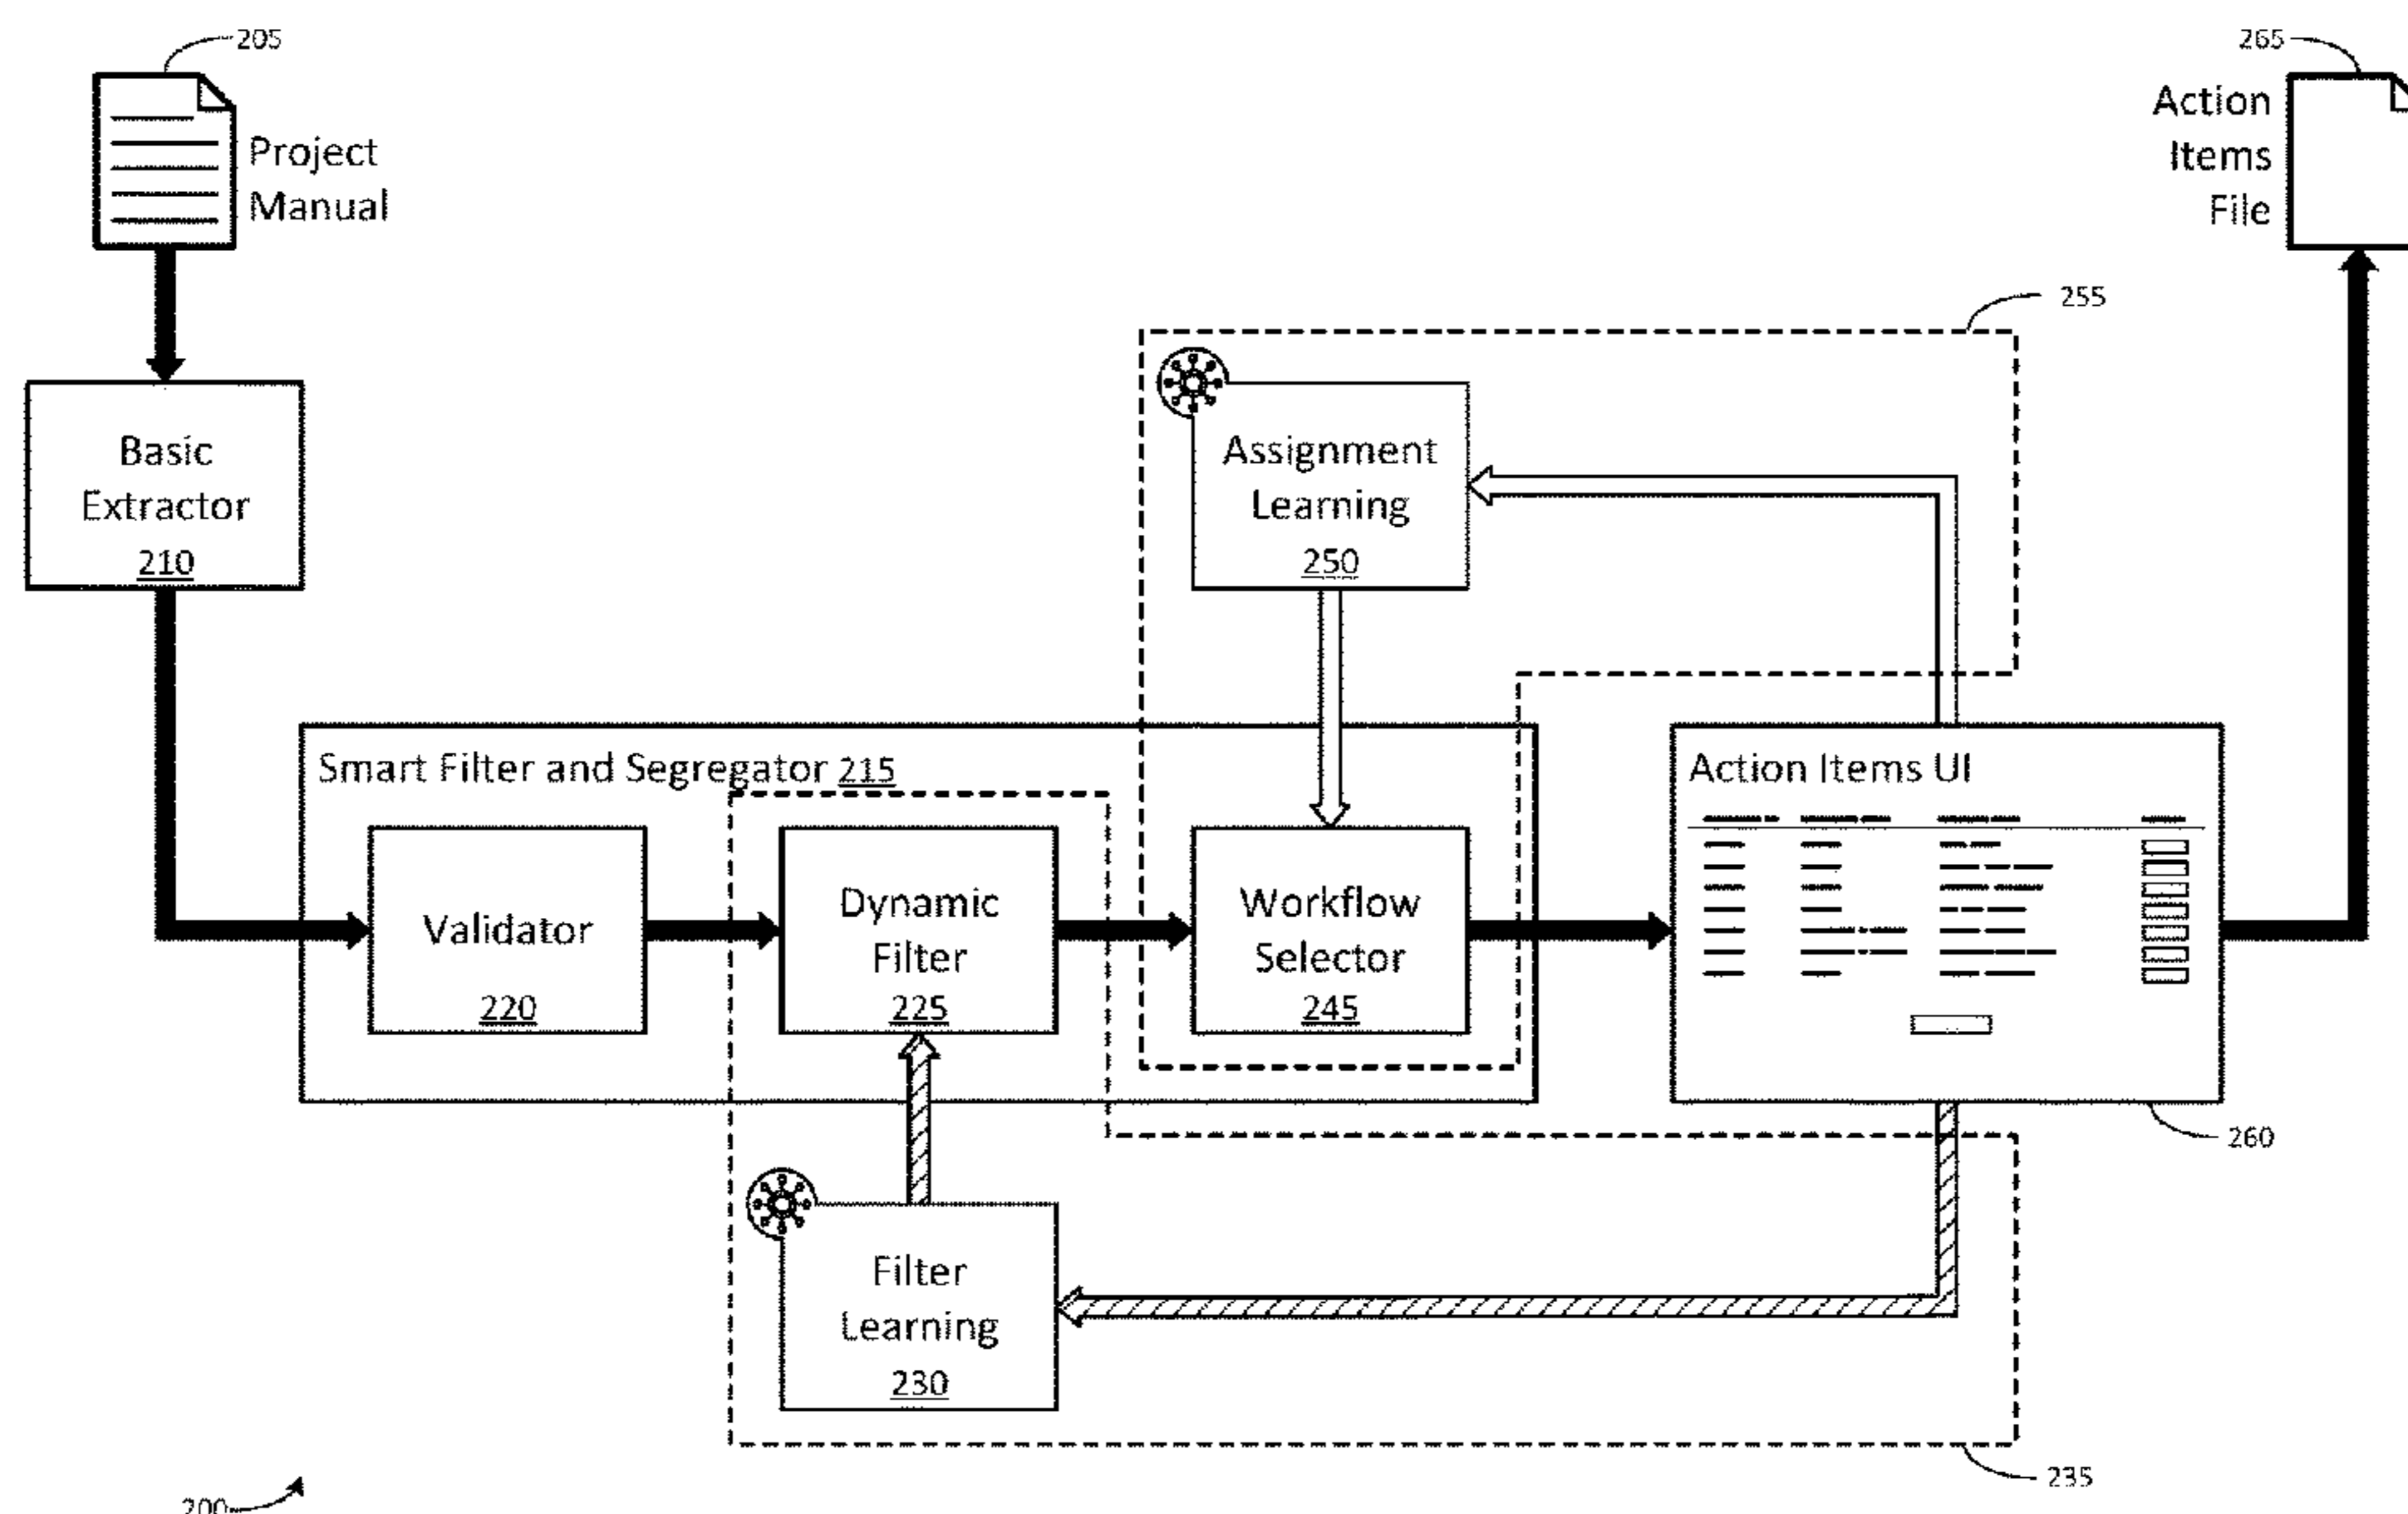 205
Project
Manual
265
Action
Items
File
255
Basic
Extractor
210
Assignment
Learning
250
Smart Filter and Segregator 215
Action Items UI
Validator
220
Dynamic
Filter
225
Workflow
Selector
245
260
Filter
Learning
230
235
200